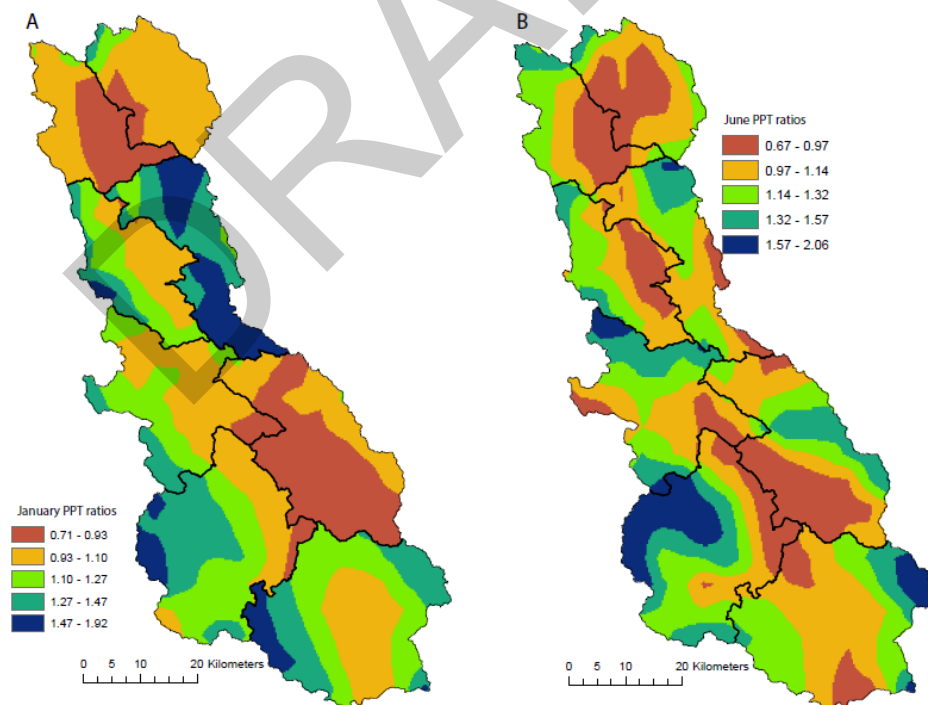 A
B
DRA
June PPT ratios
0.67 - 0.97
0.97 - 1.14
1.14 - 1.32
1.32 - 1.57
1.57 - 2.06
January PPT ratios
0.71 - 0.93
0.93 - 1.10
1.10 - 1.27
1.27 - 1.47
1.47 - 1.92
0 5 10 20 Kilometers
0 5 10 20 Kilometers